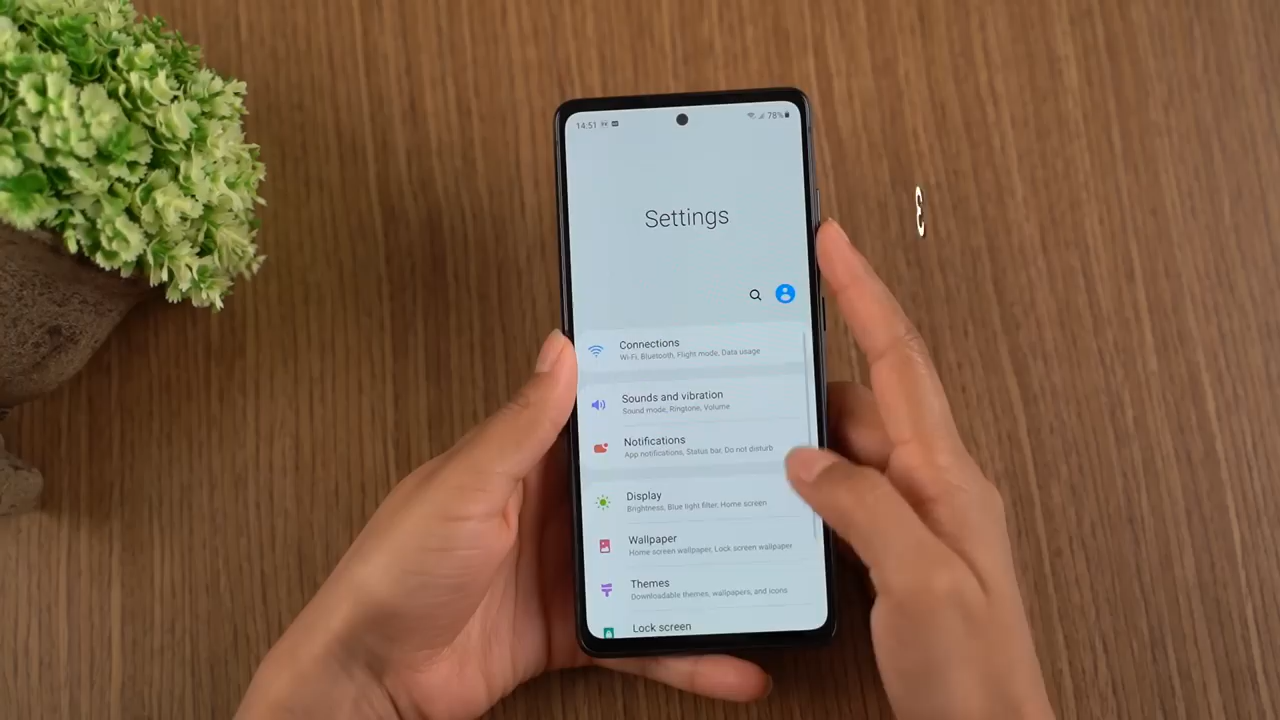 14:51
78%
Settings
Connections
Wi-Fi, Bluetooth, Flight mode, Data usage
Sounds and vibration
Sound mode, Ringtone, Volume
Notifications
App notifications, Status bar, Do not disturb
Display
Brightness, Blue light filter, Home screen
Wallpaper
Home screen wallpaper, Lock screen wallpaper
Themes
Downloadable themes, wallpapers, and icons
Lock screen